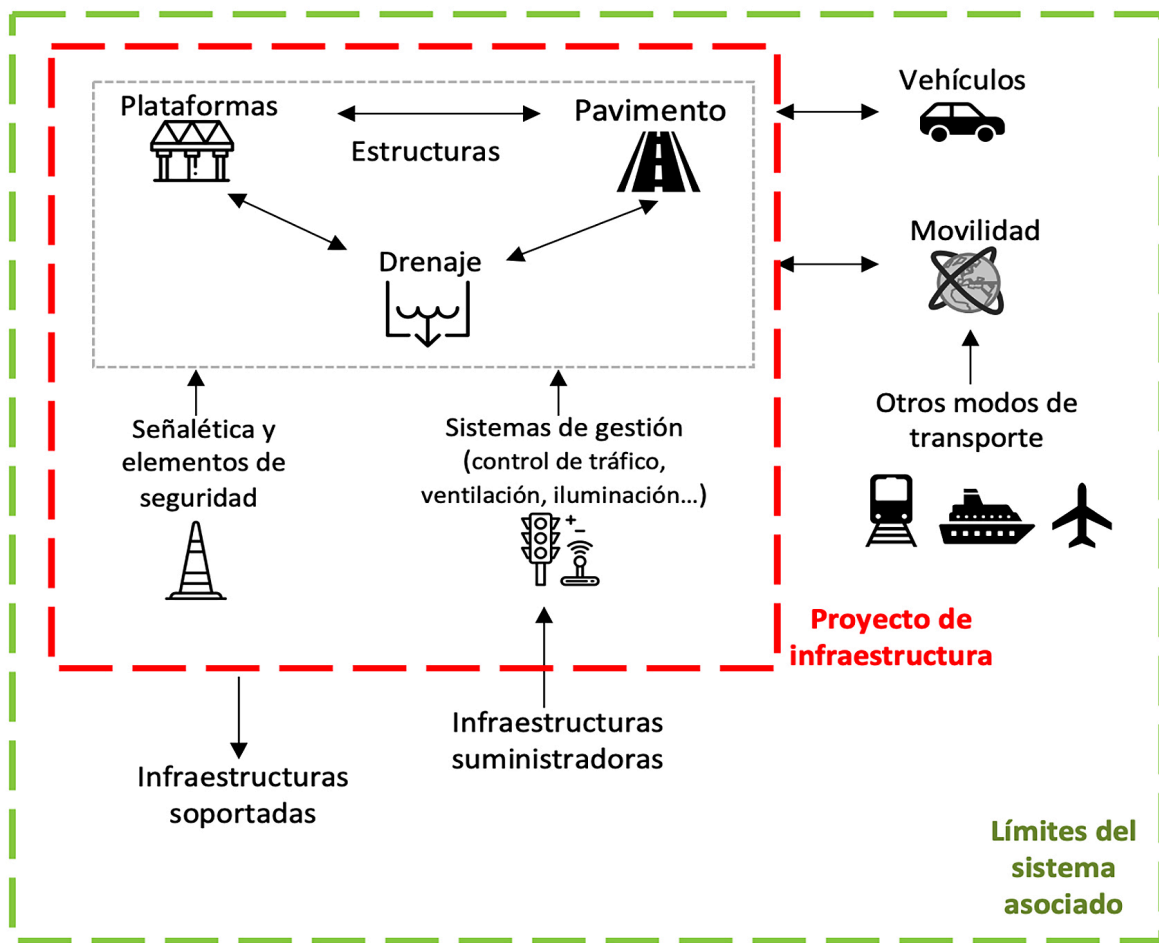 Plataformas
Pavimento
Estructuras
Drenaje
Señalética y
elementos de
seguridad
Sistemas de gestión
(control de tráfico,
ventilación, iluminación...)
Vehículos
Movilidad
Otros modos de
transporte
Proyecto de
infraestructura
Infraestructuras
soportadas
Infraestructuras
suministradoras
Límites del
sistema
asociado